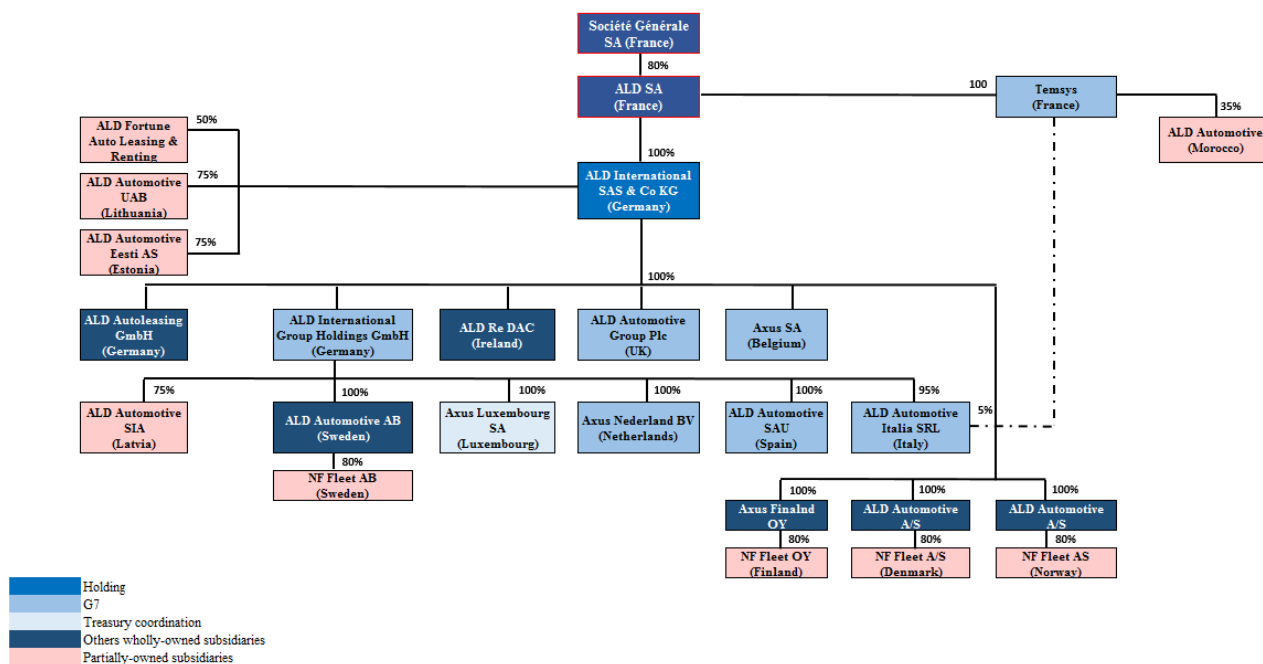 Société Générale
SA (France)
80%
ALD SA
(France)
100
Temsys
(France)
35%
ALD Automotive
(Morocco)
50%
ALD Fortune
Auto Leasing &
Renting
100%
ALD International
SAS & Co KG
(Germany)
75%
ALD Automotive
UAB
(Lithuania)
75%
ALD Automotive
Eesti AS
(Estonia)
100%
ALD Autoleasing
GmbH
(Germany)
ALD International
Group Holdings GmbH
(Germany)
ALD Re DAC
(Ireland)
ALD Automotive
Group Plc
(UK)
Axus SA
(Belgium)
75%
ALD Automotive
SIA
(Latvia)
100%
ALD Automotive AB
(Sweden)
100%
Axus Luxembourg
SA
(Luxembourg)
100%
Axus Nederland BV
(Netherlands)
100%
ALD Automotive
SAU
(Spain)
95%
ALD Automotive
Italia SRL
(Italy)
5%
80%
NF Fleet AB
(Sweden)
100%
Axus Finalnd
OY
100%
ALD Automotive
A/S
100%
ALD Automotive
A/S
80%
NF Fleet OY
(Finland)
80%
NF Fleet A/S
(Denmark)
80%
NF Fleet AS
(Norway)
Holding
G7
Treasury coordination
Others wholly-owned subsidiaries
Partially-owned subsidiaries